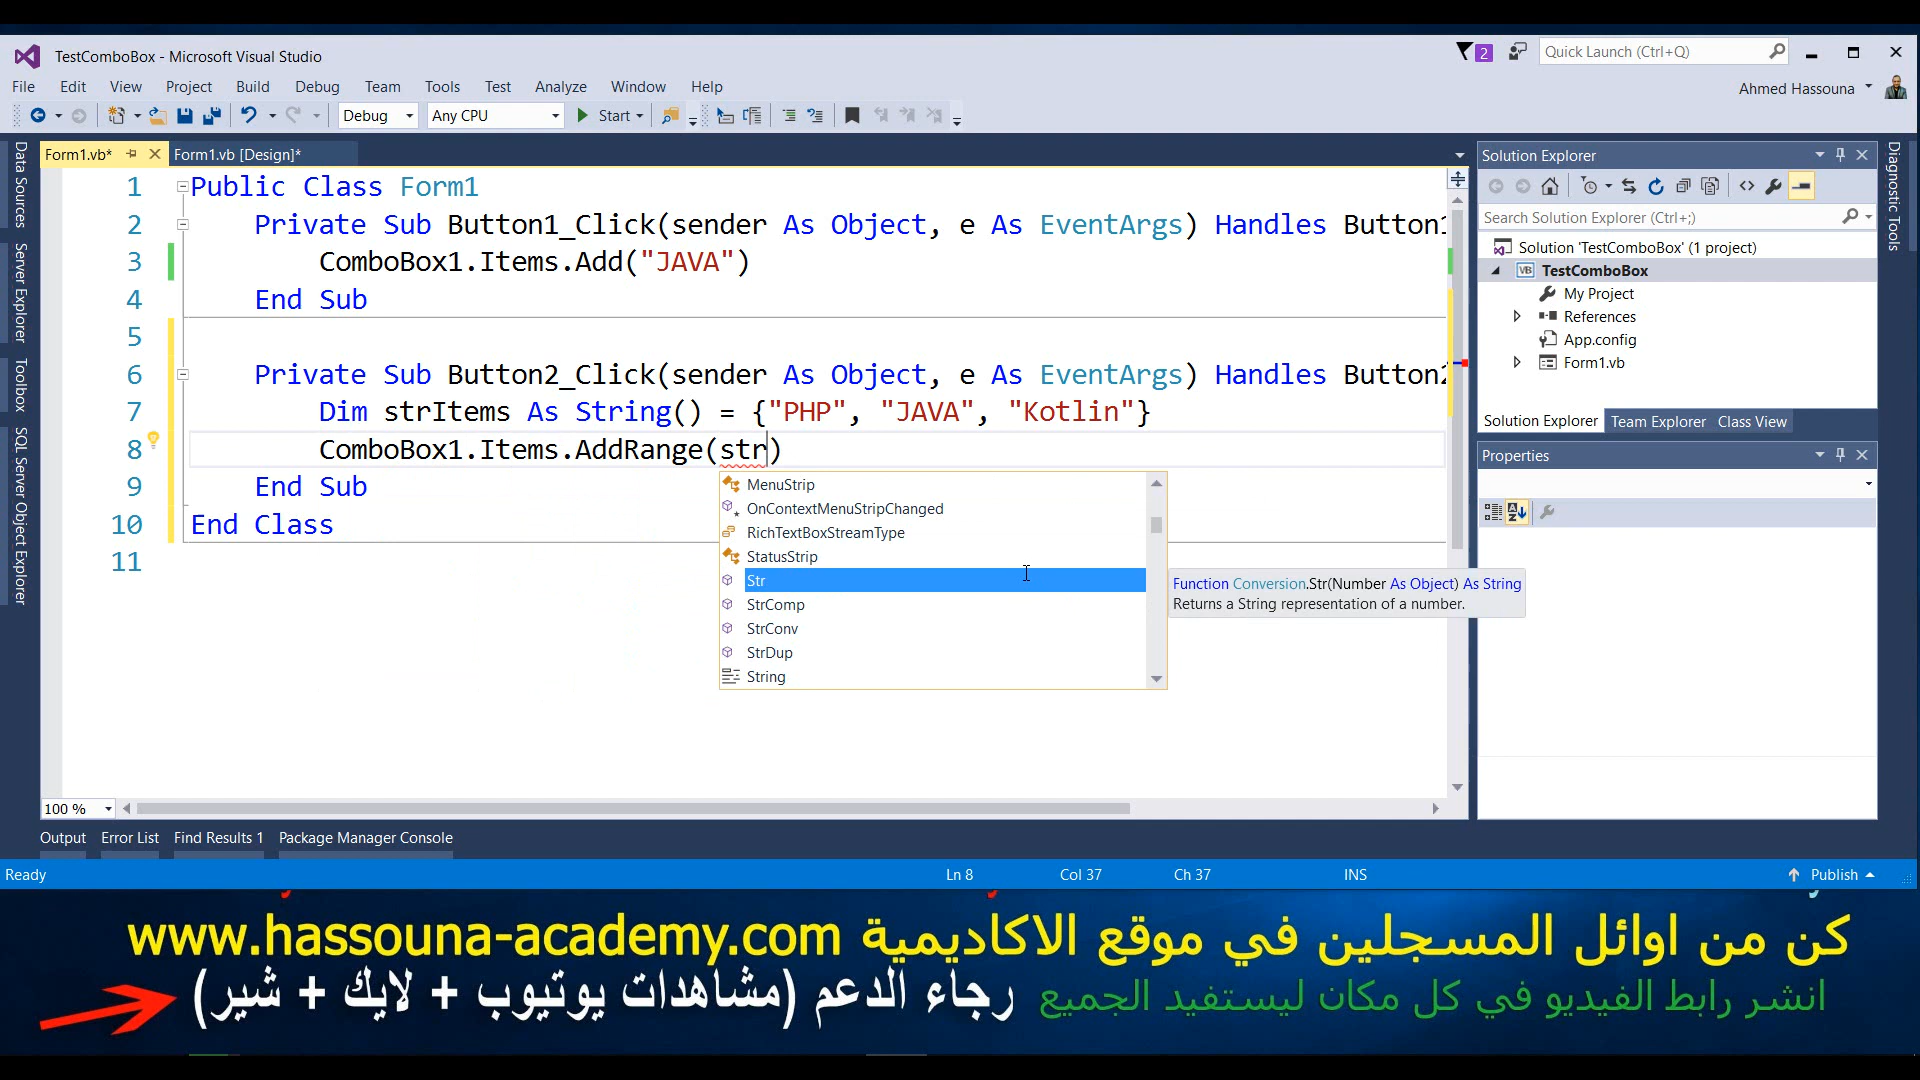 TestComboBox - Microsoft Visual Studio
2
Quick Launch (Ctrl+Q)
File Edit View Project Build Debug Team Tools Test Analyze Window Help
Ahmed Hassouna
Debug
Any CPU
Start
Form1.vb*
Form1.vb [Design]*
Data Sources
Server Explorer
Toolbox
SQL Server Object Explorer
1 Public Class Form1
2 Private Sub Button1_Click(sender As Object, e As EventArgs) Handles Button1
3 ComboBox1.Items.Add("JAVA")
4 End Sub
5
6 Private Sub Button2_Click(sender As Object, e As EventArgs) Handles Button2
7 Dim strItems As String() = {"PHP", "JAVA", "Kotlin"}
8 ComboBox1.Items.AddRange(str)
9 End Sub
10 End Class
11
MenuStrip
OnContextMenuStripChanged
RichTextBoxStreamType
StatusStrip
Str
StrComp
StrConv
StrDup
String
Function Conversion.Str(Number As Object) As String
Returns a String representation of a number.
100 %
Solution Explorer
Search Solution Explorer (Ctrl+;)
Solution 'TestComboBox' (1 project)
TestComboBox
My Project
References
App.config
Form1.vb
Solution Explorer Team Explorer Class View
Properties
Diagnostic Tools
Output Error List Find Results 1 Package Manager Console
Ready
Ln 8
Col 37
Ch 37
INS
Publish
كن من اوائل المسجلين في موقع الاكاديمية www.hassouna-academy.com
انشر رابط الفيديو في كل مكان ليستفيد الجميع رجاء الدعم (مشاهدات يوتيوب + لايك + شير)